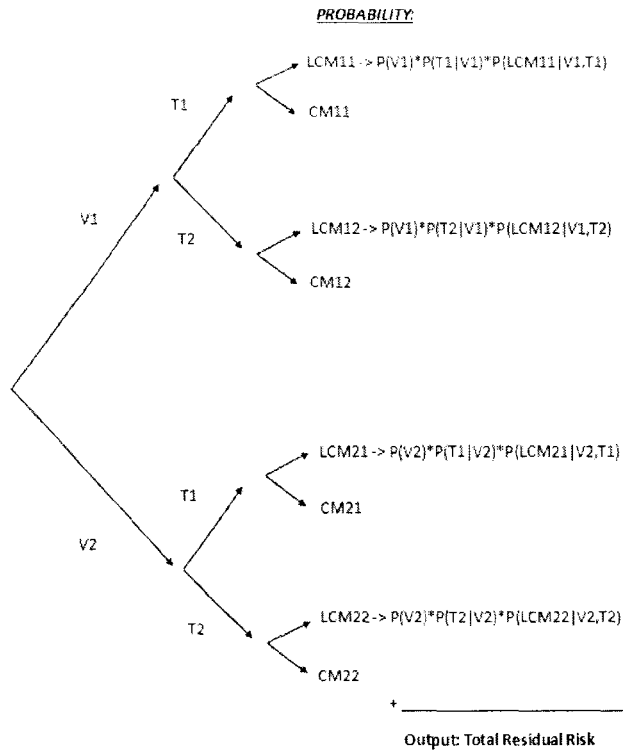 PROBABILITY:
LCM11 -> P(V1)*P(T1|V1)*P(LCM11|V1,T1)
T1
CM11
V1
LCM12 -> P(V1)*P(T2|V1)*P(LCM12|V1,T2)
T2
CM12
LCM21 -> P(V2)*P(T1|V2)*P(LCM21|V2,T1)
T1
CM21
V2
LCM22 -> P(V2)*P(T2|V2)*P(LCM22|V2,T2)
T2
CM22
+
Output: Total Residual Risk